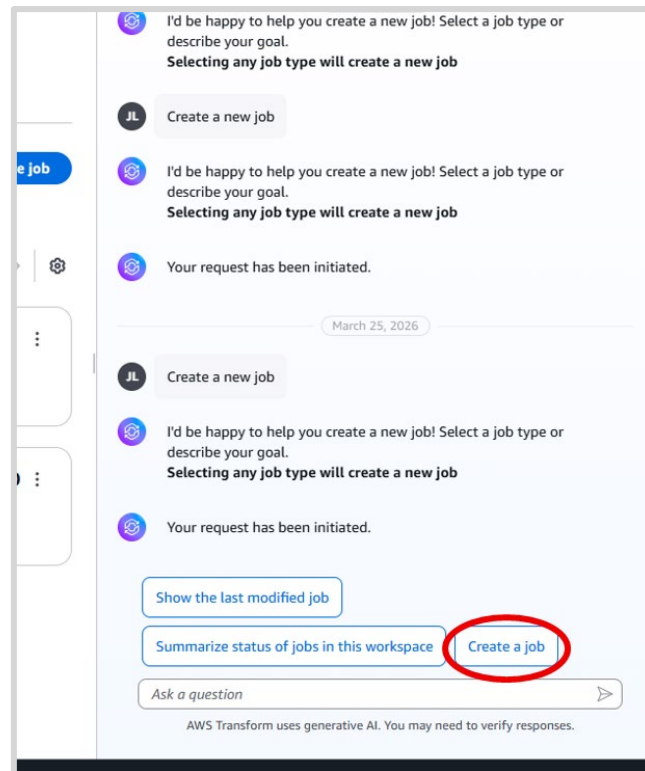 I'd be happy to help you create a new job! Select a job type or
describe your goal.
Selecting any job type will create a new job
JL
Create a new job
e job
I'd be happy to help you create a new job! Select a job type or
describe your goal.
Selecting any job type will create a new job
Your request has been initiated.
March 25, 2026
JL
Create a new job
I'd be happy to help you create a new job! Select a job type or
describe your goal.
Selecting any job type will create a new job
Your request has been initiated.
Show the last modified job
Summarize status of jobs in this workspace
Create a job
Ask a question
AWS Transform uses generative AI. You may need to verify responses.